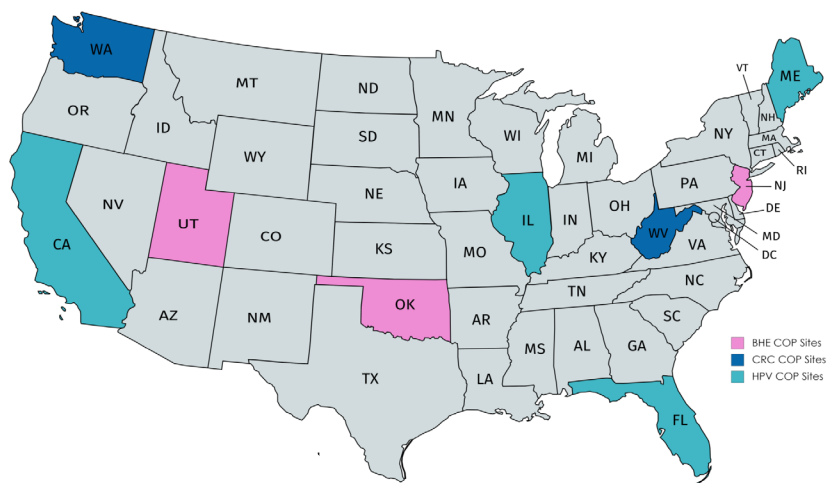 WA
MT
ND
MN
ME
VT
NH
OR
ID
SD
WI
NY
MA
CT
RI
WY
MI
PA
NJ
IA
NE
DE
NV
UT
IL
IN
OH
MD
DC
CO
WV
CA
KS
MO
VA
KY
NC
TN
OK
AZ
NM
AR
SC
MS
AL
GA
TX
LA
FL
BHE COP Sites
CRC COP Sites
HPV COP Sites